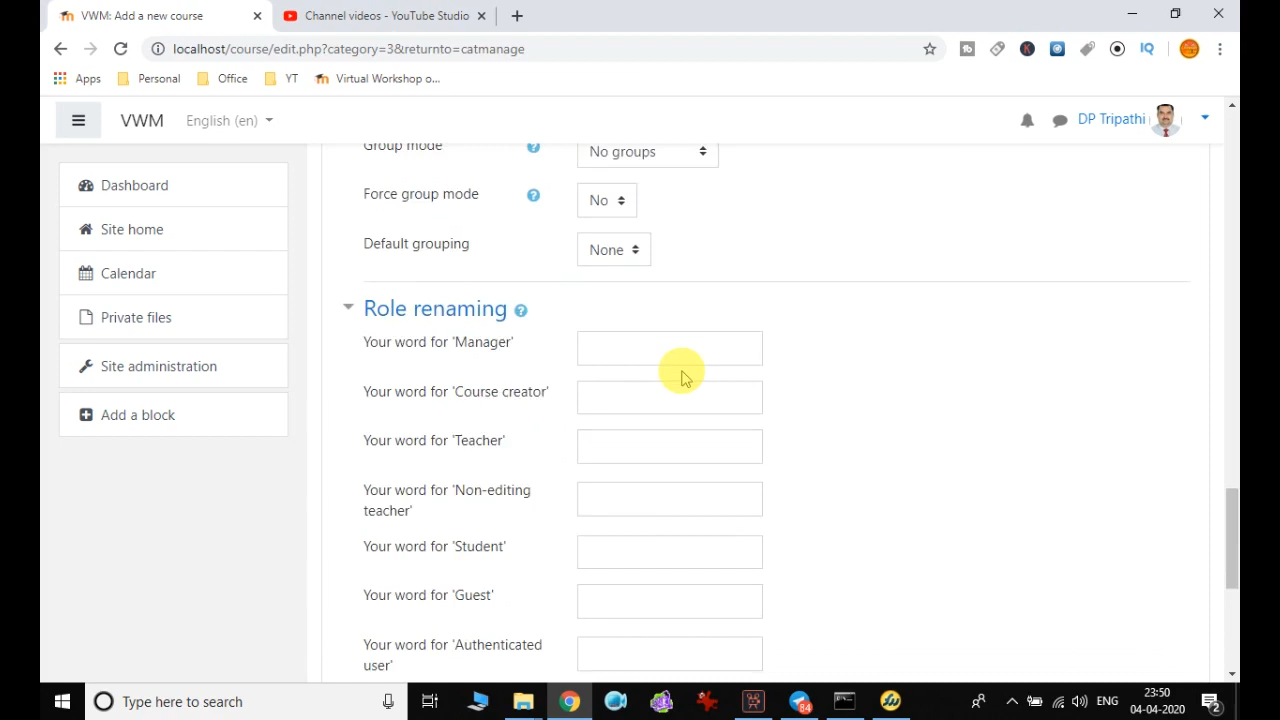 VWM: Add a new course
Channel videos - YouTube Studio
localhost/course/edit.php?category=3&returnto=catmanage
Apps
Personal
Office
YT
Virtual Workshop o...
VWM
English (en)
DP Tripathi
Dashboard
Site home
Calendar
Private files
Site administration
Add a block
Group mode
No groups
Force group mode
No
Default grouping
None
Role renaming
Your word for 'Manager'
Your word for 'Course creator'
Your word for 'Teacher'
Your word for 'Non-editing
teacher'
Your word for 'Student'
Your word for 'Guest'
Your word for 'Authenticated
user'
Type here to search
84
ENG
23:50
04-04-2020
2
K
IQ